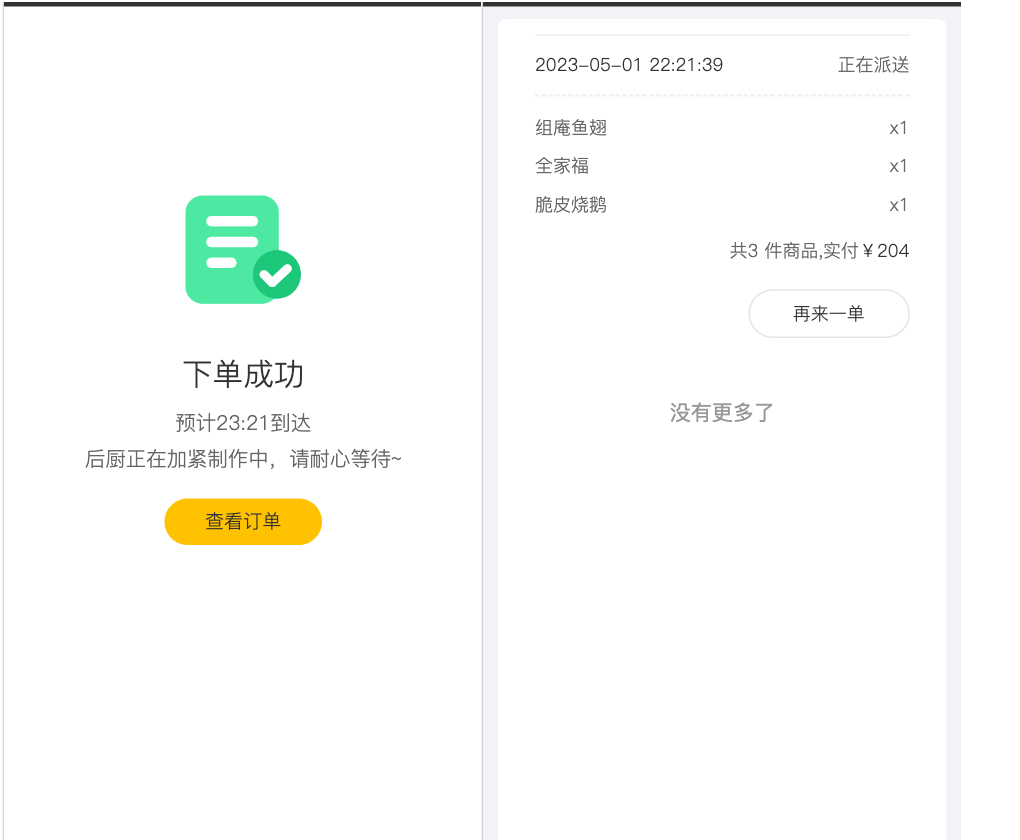 下单成功
预计23:21到达
后厨正在加紧制作中，请耐心等待~
查看订单
2023-05-01 22:21:39 正在派送
组庵鱼翅 x1
全家福 x1
脆皮烧鹅 x1
共3 件商品,实付¥204
再来一单
没有更多了